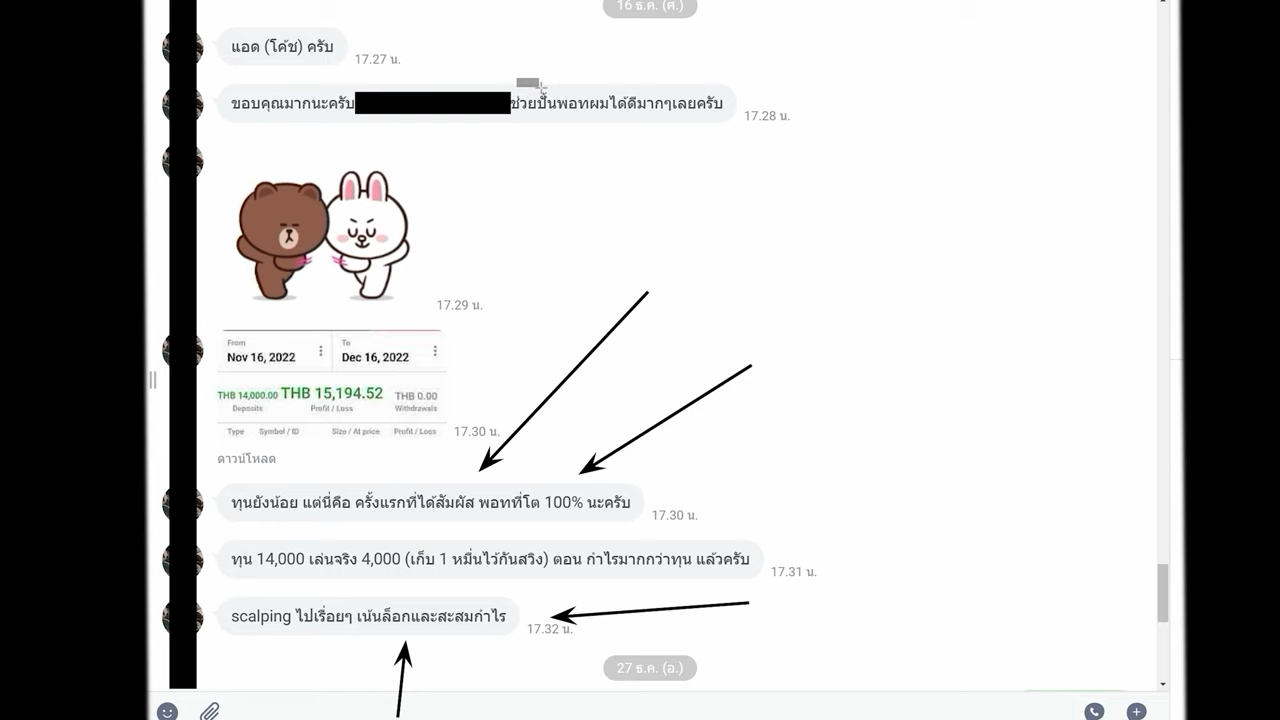 16 ธ.ค. (ศ.)
แอด (โค้ช) ครับ
17.27 น.
ขอบคุณมากนะครับ
ช่วยปั้นพอทผมได้ดีมากๆเลยครับ
17.28 น.
17.29 น.
From
To
Nov 16, 2022
Dec 16, 2022
THB 14,000.00 THB 15,194.52 THB 0.00
Deposits Profit / Loss Withdrawals
Type Symbol / ID Size / At price Profit / Loss
17.30 น.
ดาวน์โหลด
ทุนยังน้อย แต่นี่คือ ครั้งแรกที่ได้สัมผัส พอทที่โต 100% นะครับ
17.30 น.
ทุน 14,000 เล่นจริง 4,000 (เก็บ 1 หมื่นไว้กันสวิง) ตอน กำไรมากกว่าทุน แล้วครับ
17.31 น.
scalping ไปเรื่อยๆ เน้นล็อกและสะสมกำไร
17.32 น.
27 ธ.ค. (อ.)